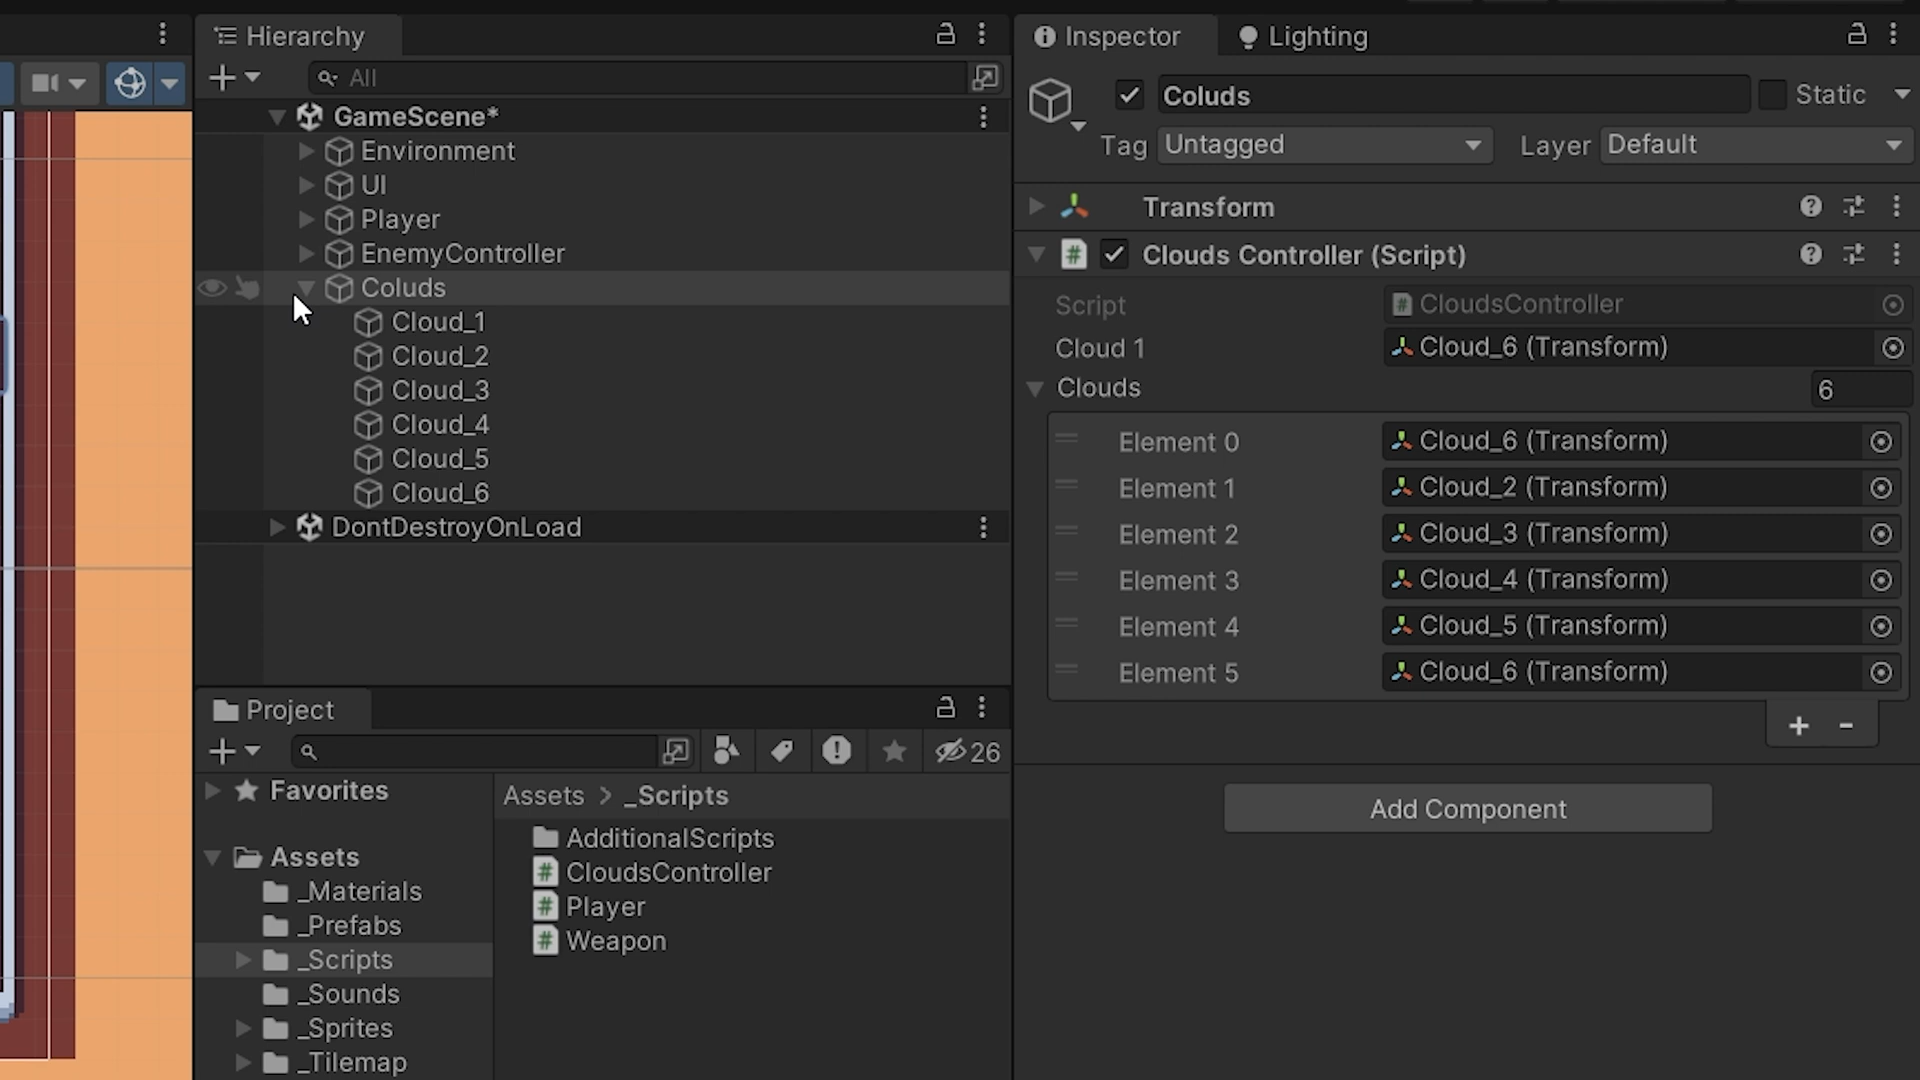 Hierarchy
All
GameScene*
Environment
UI
Player
EnemyController
Coluds
Cloud_1
Cloud_2
Cloud_3
Cloud_4
Cloud_5
Cloud_6
DontDestroyOnLoad
Project
26
Favorites
Assets
_Materials
_Prefabs
_Scripts
_Sounds
_Sprites
_Tilemap
Assets > _Scripts
AdditionalScripts
CloudsController
Player
Weapon
Inspector
Lighting
Coluds
Static
Tag Untagged
Layer Default
Transform
Clouds Controller (Script)
Script CloudsController
Cloud 1 Cloud_6 (Transform)
Clouds 6
Element 0 Cloud_6 (Transform)
Element 1 Cloud_2 (Transform)
Element 2 Cloud_3 (Transform)
Element 3 Cloud_4 (Transform)
Element 4 Cloud_5 (Transform)
Element 5 Cloud_6 (Transform)
+ -
Add Component